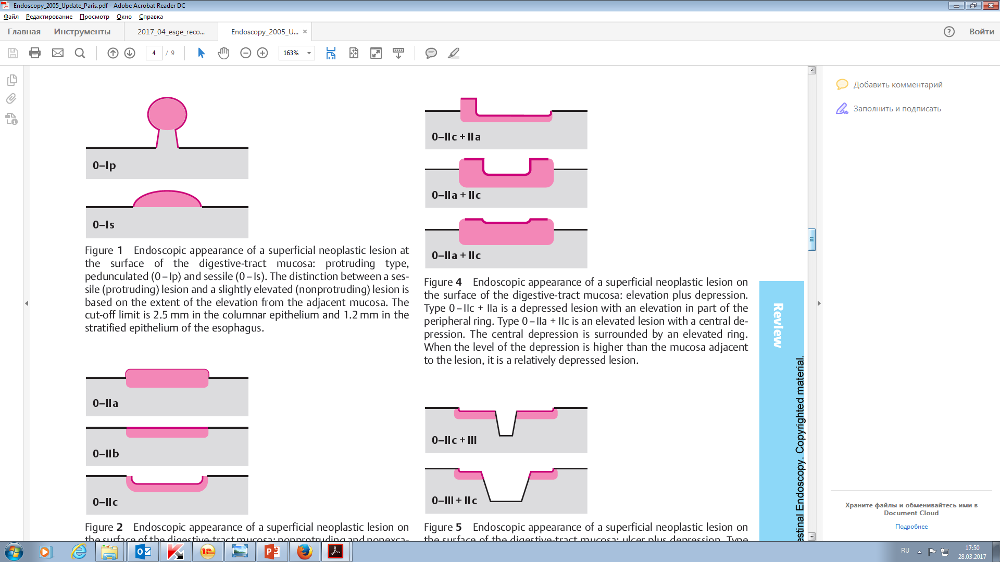 Endoscopy_2005_Update_Paris.pdf - Adobe Acrobat Reader DC
Файл Редактирование Просмотр Окно Справка
Главная Инструменты 2017_04_esge_reco... Endoscopy_2005_U... × Войти
4 / 9 163%
0–Ip
0–Is
Figure 1 Endoscopic appearance of a superficial neoplastic lesion at
the surface of the digestive-tract mucosa: protruding type,
pedunculated (0 – Ip) and sessile (0 – Is). The distinction between a ses-
sile (protruding) lesion and a slightly elevated (nonprotruding) lesion is
based on the extent of the elevation from the adjacent mucosa. The
cut-off limit is 2.5 mm in the columnar epithelium and 1.2 mm in the
stratified epithelium of the esophagus.
0–IIa
0–IIb
0–IIc
Figure 2 Endoscopic appearance of a superficial neoplastic lesion on
the surface of the digestive-tract mucosa: nonprotruding and nonexca-
0–IIc + IIa
0–IIa + IIc
0–IIa + IIc
Figure 4 Endoscopic appearance of a superficial neoplastic lesion on
the surface of the digestive-tract mucosa: elevation plus depression.
Type 0 – IIc + IIa is a depressed lesion with an elevation in part of the
peripheral ring. Type 0 – IIa + IIc is an elevated lesion with a central de-
pression. The central depression is surrounded by an elevated ring.
When the level of the depression is higher than the mucosa adjacent
to the lesion, it is a relatively depressed lesion.
0–IIc + III
0–III + IIc
Figure 5 Endoscopic appearance of a superficial neoplastic lesion on
the surface of the digestive-tract mucosa: ulcer plus depression. Type
Review
estinal Endoscopy. Copyrighted material.
Добавить комментарий
Заполнить и подписать
Храните файлы и обменивайтесь ими в
Document Cloud
Подробнее
RU 17:50
28.03.2017